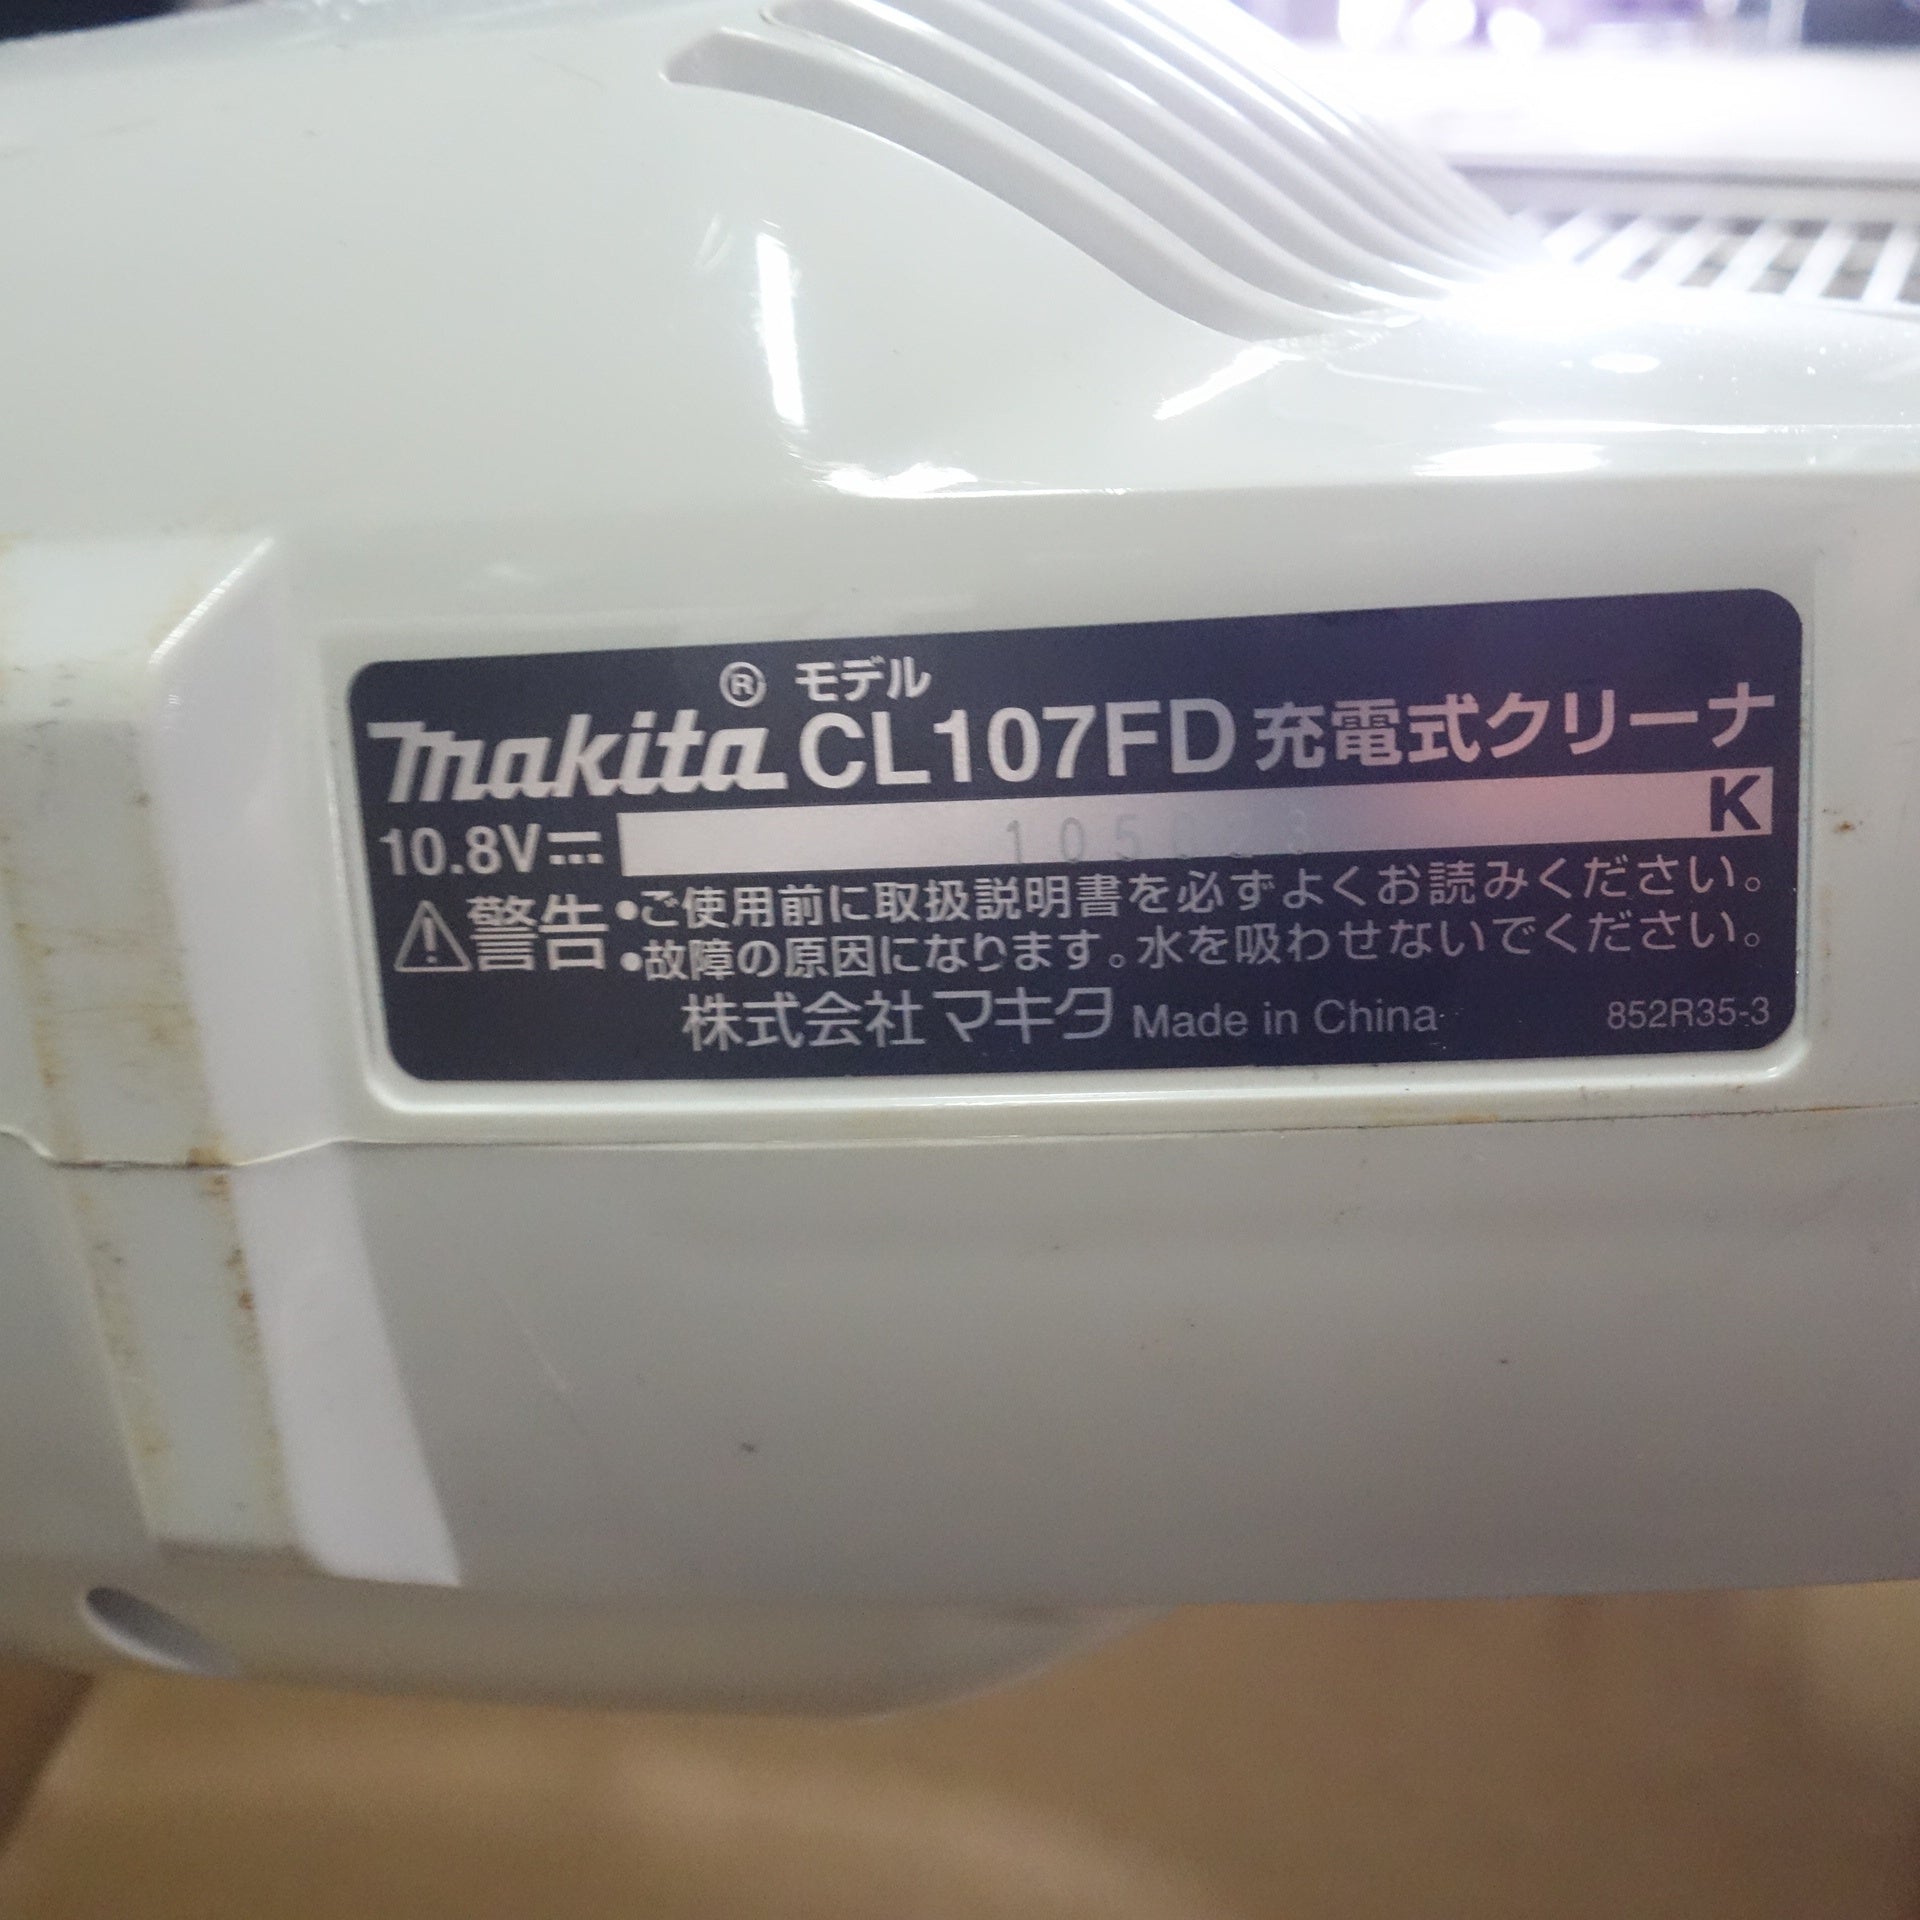 ® モデル
makita CL107FD 充電式クリーナ
10.8V K
警告 •ご使用前に取扱説明書を必ずよくお読みください。
•故障の原因になります。水を吸わせないでください。
株式会社マキタ Made in China 852R35-3